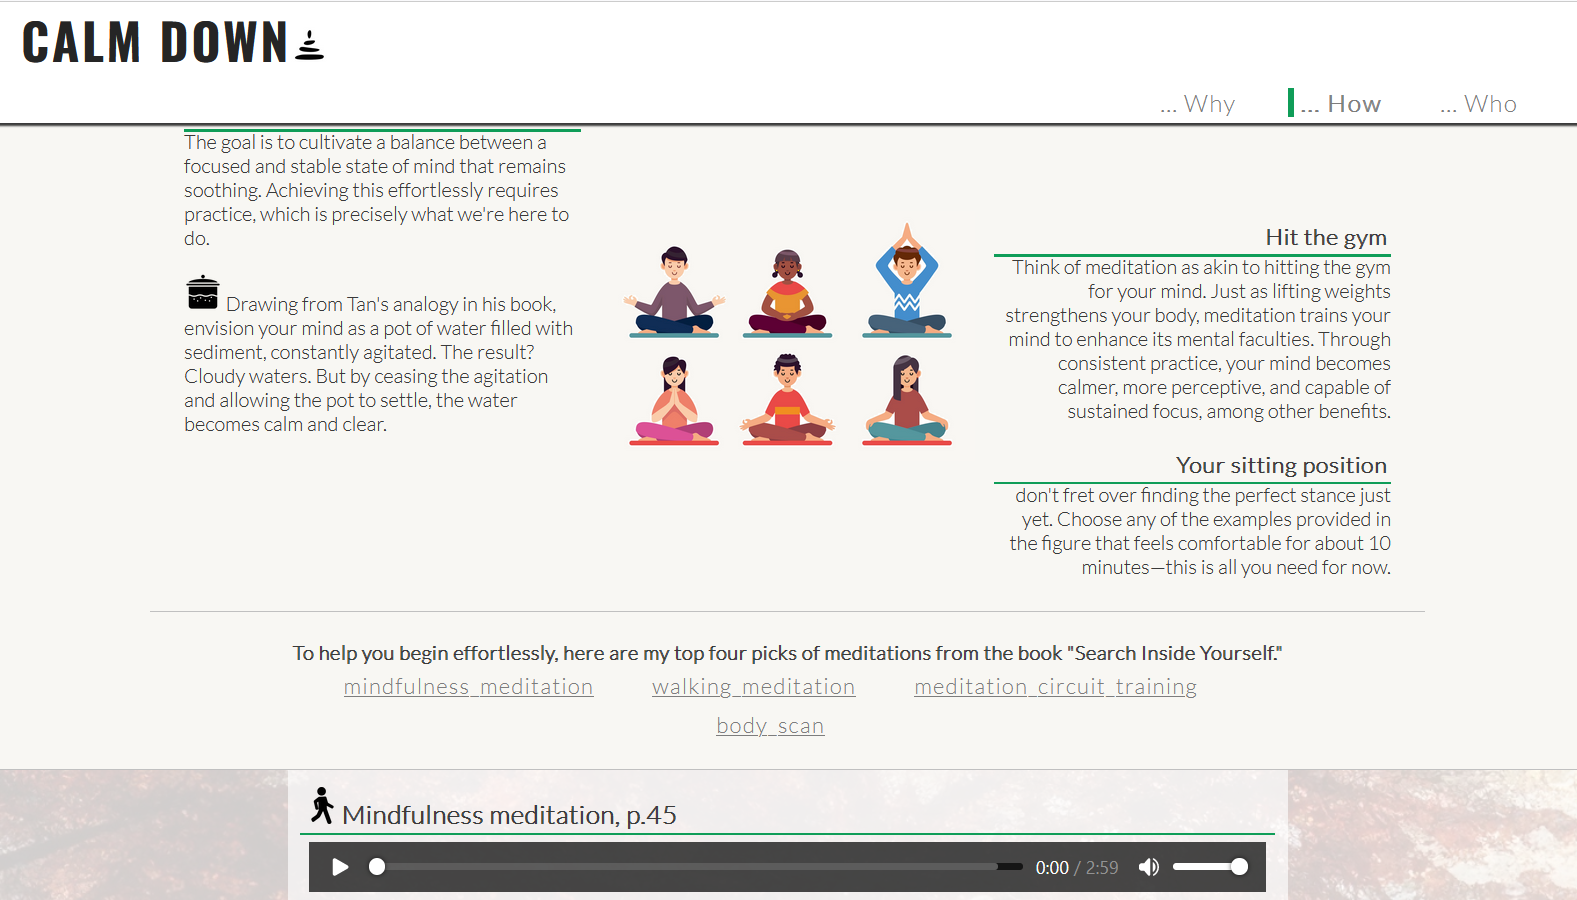 CALM DOWN
... Why
... How
... Who
The goal is to cultivate a balance between a
focused and stable state of mind that remains
soothing. Achieving this effortlessly requires
practice, which is precisely what we're here to
do.
Drawing from Tan's analogy in his book,
envision your mind as a pot of water filled with
sediment, constantly agitated. The result?
Cloudy waters. But by ceasing the agitation
and allowing the pot to settle, the water
becomes calm and clear.
Hit the gym
Think of meditation as akin to hitting the gym
for your mind. Just as lifting weights
strengthens your body, meditation trains your
mind to enhance its mental faculties. Through
consistent practice, your mind becomes
calmer, more perceptive, and capable of
sustained focus, among other benefits.
Your sitting position
don't fret over finding the perfect stance just
yet. Choose any of the examples provided in
the figure that feels comfortable for about 10
minutes—this is all you need for now.
To help you begin effortlessly, here are my top four picks of meditations from the book "Search Inside Yourself."
mindfulness_meditation
walking_meditation
meditation_circuit_training
body_scan
Mindfulness meditation, p.45
0:00 / 2:59